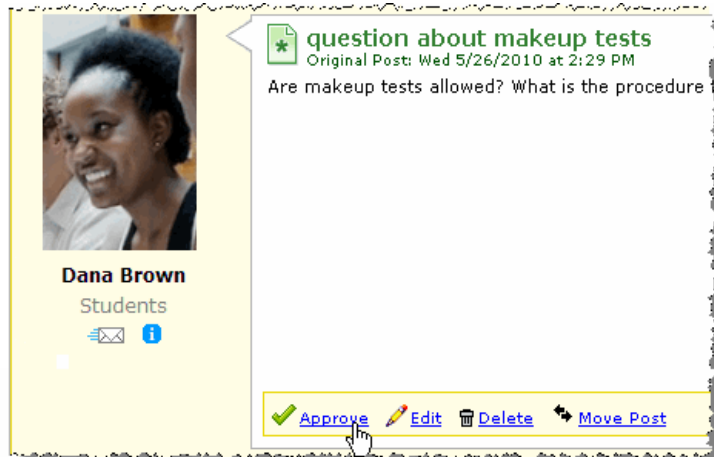 question about makeup tests
Original Post: Wed 5/26/2010 at 2:29 PM
Are makeup tests allowed? What is the procedure
Dana Brown
Students
Approve Edit Delete Move Post